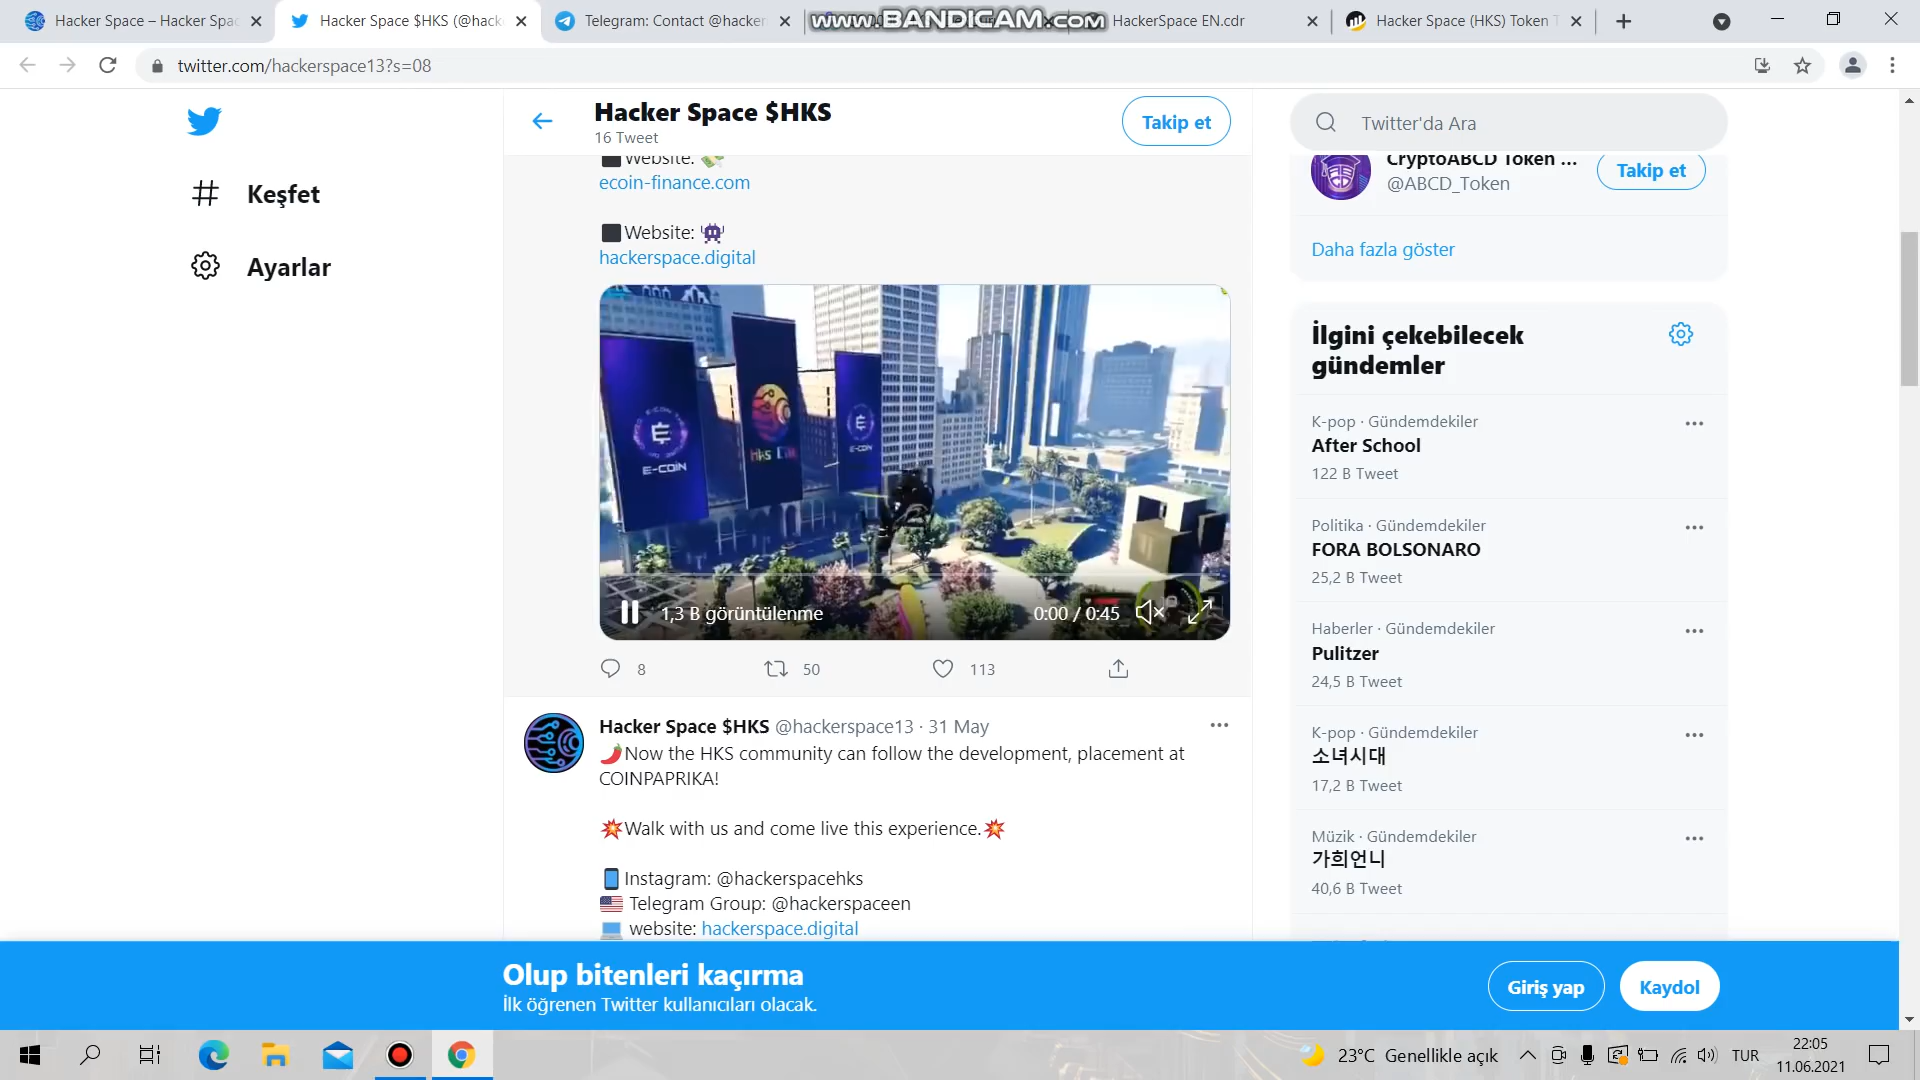 Hacker Space – Hacker Spac
Hacker Space $HKS (@hacke
Telegram: Contact @hacker
www.BANDICAM.com
HackerSpace EN.cdr
Hacker Space (HKS) Token T
twitter.com/hackerspace13?s=08
Keşfet
Ayarlar
Hacker Space $HKS
16 Tweet
Takip et
Website:
ecoin-finance.com
Website:
hackerspace.digital
E-COIN
Hks
E-COIN
1,3 B görüntülenme
0:00 / 0:45
8
50
113
Hacker Space $HKS @hackerspace13 · 31 May
Now the HKS community can follow the development, placement at
COINPAPRIKA!
Walk with us and come live this experience.
Instagram: @hackerspacehks
Telegram Group: @hackerspaceen
website: hackerspace.digital
Twitter'da Ara
CryptoABCD Token ...
@ABCD_Token
Takip et
Daha fazla göster
İlgini çekebilecek
gündemler
K-pop · Gündemdekiler
After School
122 B Tweet
Politika · Gündemdekiler
FORA BOLSONARO
25,2 B Tweet
Haberler · Gündemdekiler
Pulitzer
24,5 B Tweet
K-pop · Gündemdekiler
소녀시대
17,2 B Tweet
Müzik · Gündemdekiler
가희언니
40,6 B Tweet
Olup bitenleri kaçırma
İlk öğrenen Twitter kullanıcıları olacak.
Giriş yap
Kaydol
23°C Genellikle açık
TUR
22:05
11.06.2021